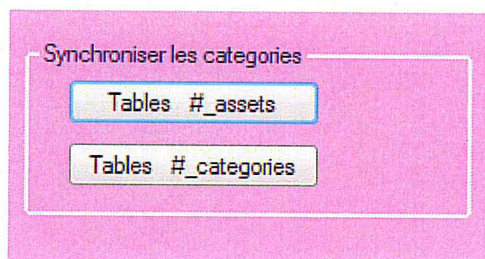 Synchroniser les categories
Tables #_assets
Tables #_categories